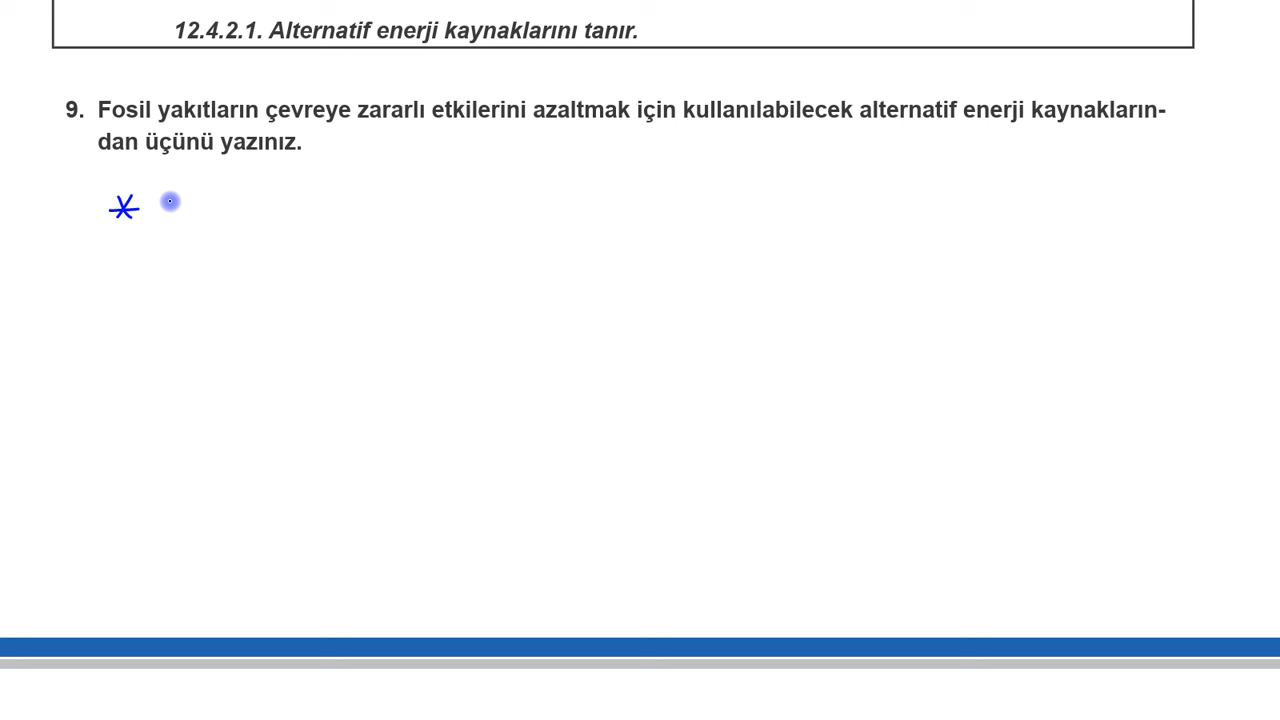 12.4.2.1. Alternatif enerji kaynaklarını tanır.
9. Fosil yakıtların çevreye zararlı etkilerini azaltmak için kullanılabilecek alternatif enerji kaynakların-
dan üçünü yazınız.
*